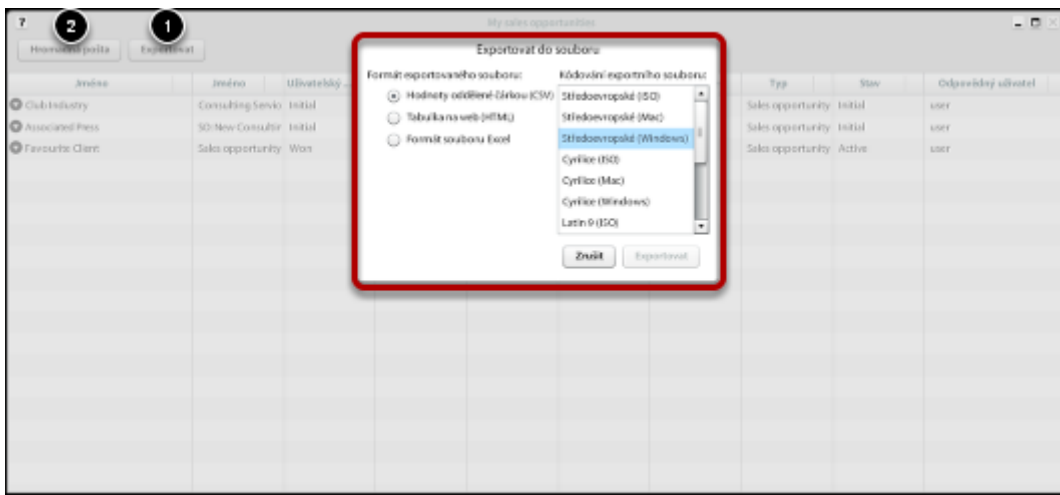 ?
2
1
My sales opportunities
Hromadná pošta
Exportovat
Exportovat do souboru
Formát exportovaného souboru:
Kódování exportního souboru:
Hodnoty oddělené čárkou (CSV)
Tabulka na web (HTML)
Formát souboru Excel
Středoevropské (ISO)
Středoevropské (Mac)
Středoevropské (Windows)
Cyrilice (ISO)
Cyrilice (Mac)
Cyrilice (Windows)
Latin 9 (ISO)
Zrušit
Exportovat
Jméno
Jméno
Uživatelský ...
Typ
Stav
Odpovědný uživatel
Club Industry
Consulting Servic
Initial
Sales opportunity
Initial
user
Associated Press
SO: New Consultir
Initial
Sales opportunity
Initial
user
Favourite Client
Sales opportunity
Won
Sales opportunity
Active
user